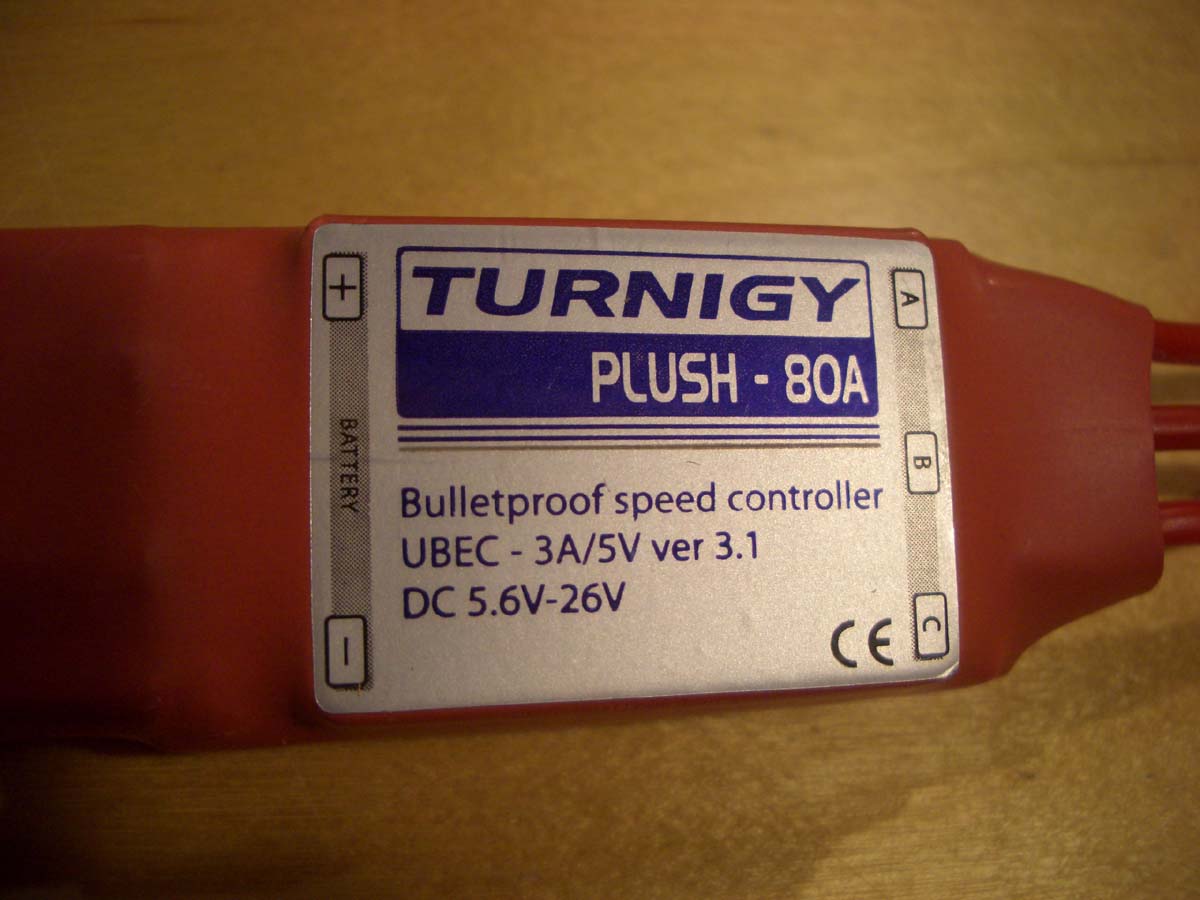 TURNIGY
PLUSH - 80A
Bulletproof speed controller
UBEC - 3A/5V ver 3.1
DC 5.6V-26V
+
BATTERY
-
A
B
C
CE